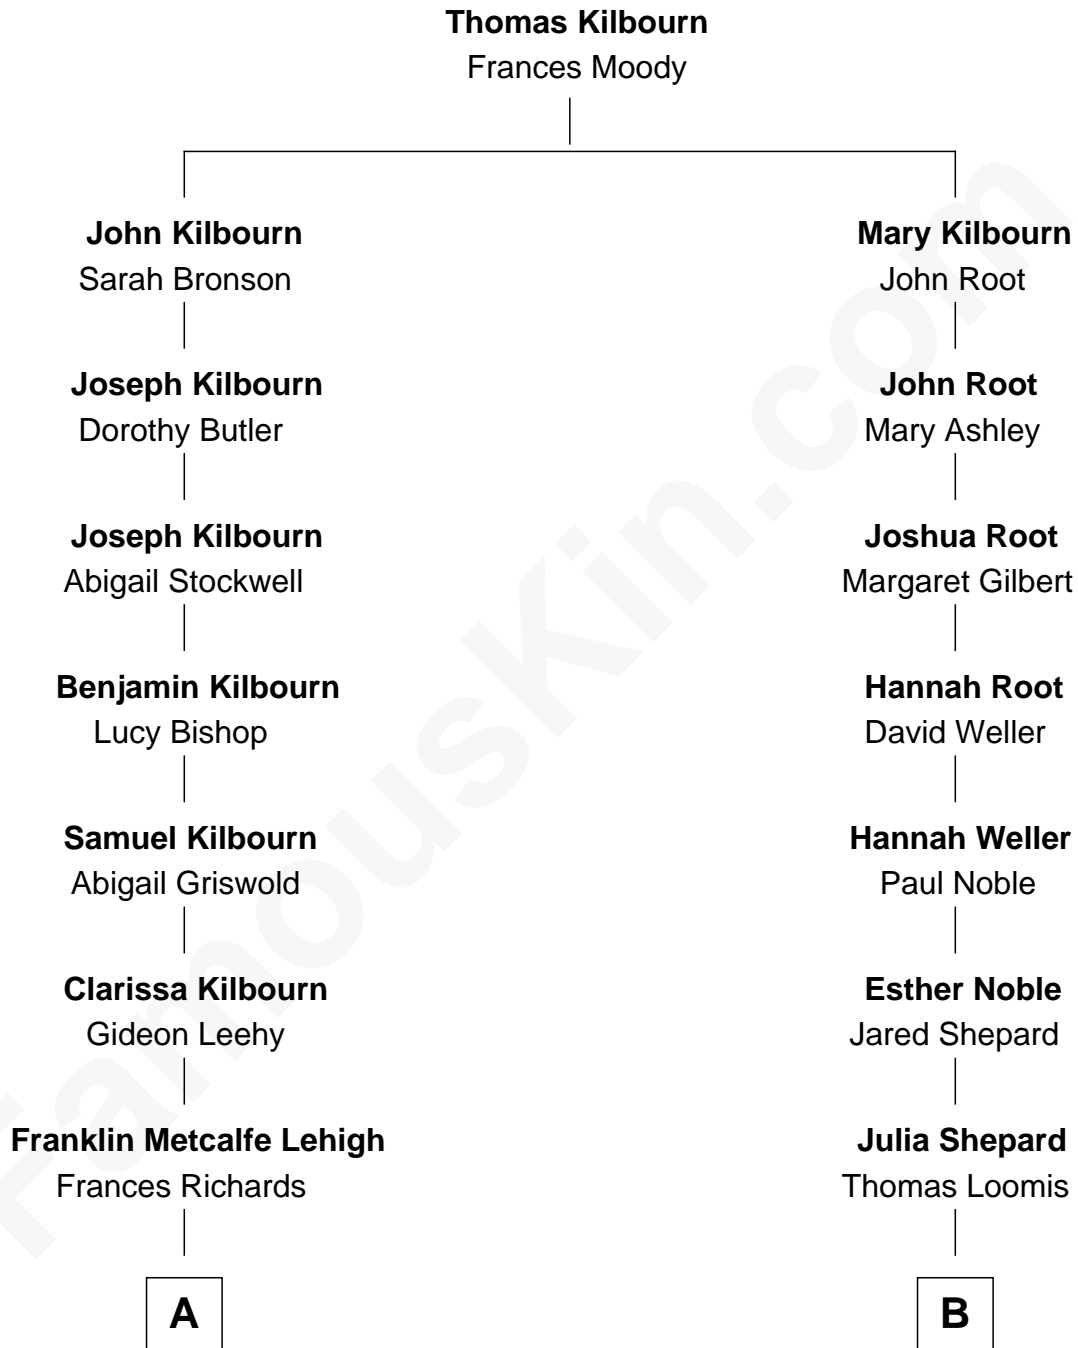 Thomas Kilbourn
Frances Moody
John Kilbourn
Sarah Bronson
Mary Kilbourn
John Root
Joseph Kilbourn
Dorothy Butler
John Root
Mary Ashley
Joseph Kilbourn
Abigail Stockwell
Joshua Root
Margaret Gilbert
Benjamin Kilbourn
Lucy Bishop
Hannah Root
David Weller
Samuel Kilbourn
Abigail Griswold
Hannah Weller
Paul Noble
Clarissa Kilbourn
Gideon Leehy
Esther Noble
Jared Shepard
Franklin Metcalfe Lehigh
Frances Richards
Julia Shepard
Thomas Loomis
A
B
FamousKin.com